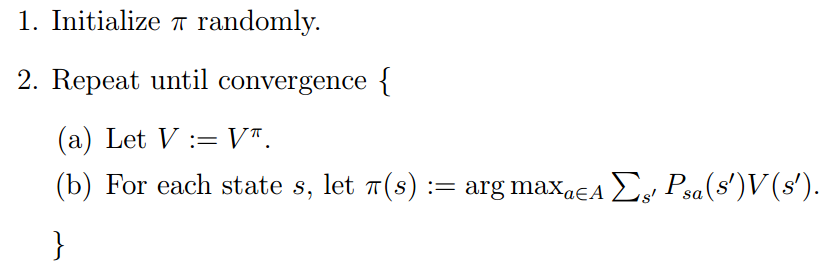 1. Initialize π randomly.
2. Repeat until convergence {
(a) Let V := V^π.
(b) For each state s, let π(s) := arg max_{a∈A} ∑_{s′} P_{sa}(s′)V(s′).
}